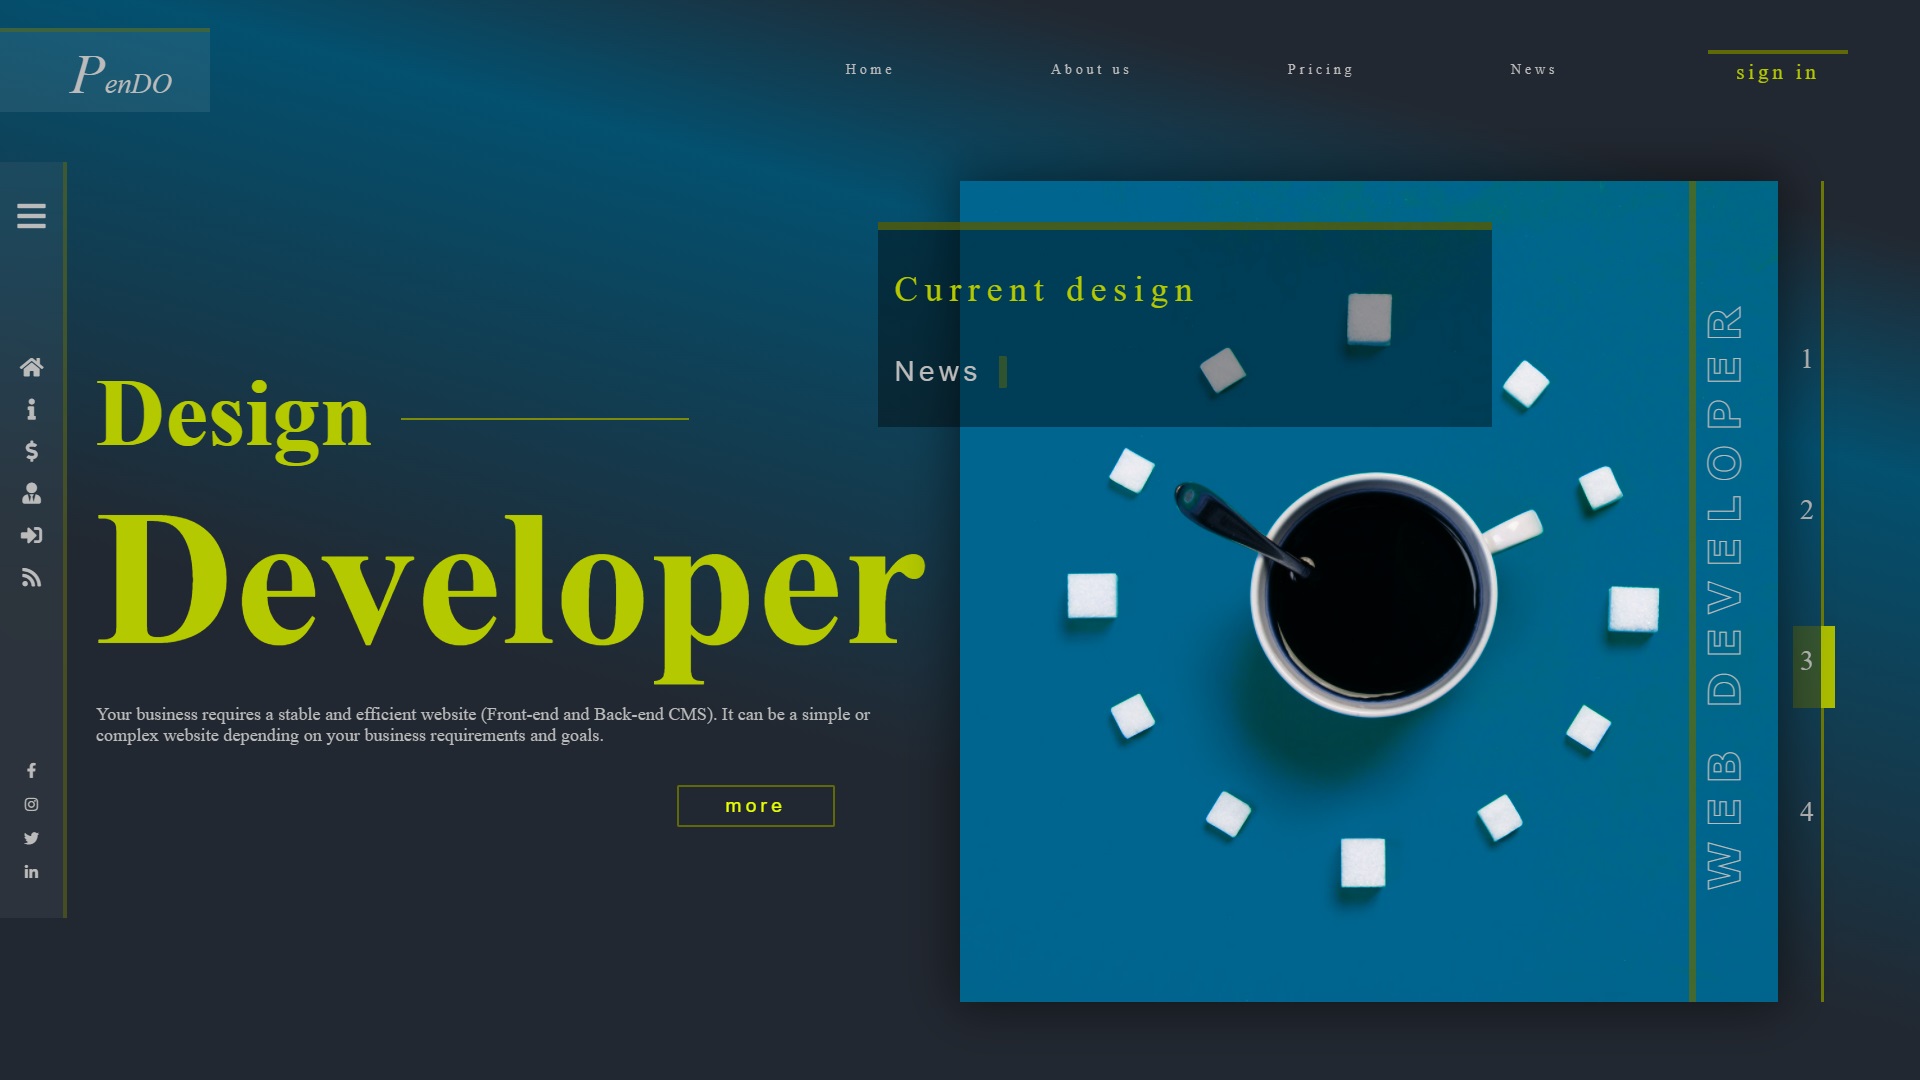 PenDO
Home
About us
Pricing
News
sign in
Current design
News
Design
Developer
Your business requires a stable and efficient website (Front-end and Back-end CMS). It can be a simple or
complex website depending on your business requirements and goals.
more
WEB DEVELOPER
1
2
3
4